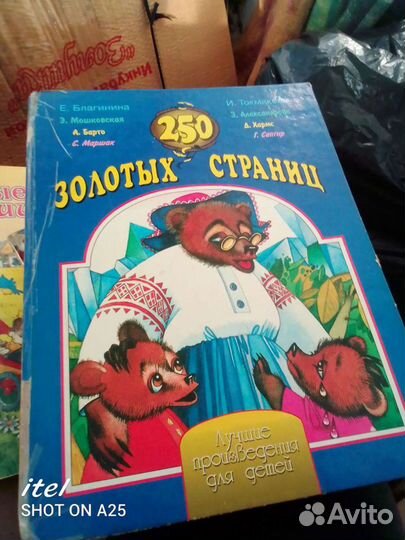 Е. Благинина
Э. Мошковская
А. Барто
С. Маршак
И. Токмакова
З. Александрова
Д. Хармс
Г. Сапгир
250
ЗОЛОТЫХ СТРАНИЦ
Лучшие
произведения
для детей
itel
SHOT ON A25
Avito